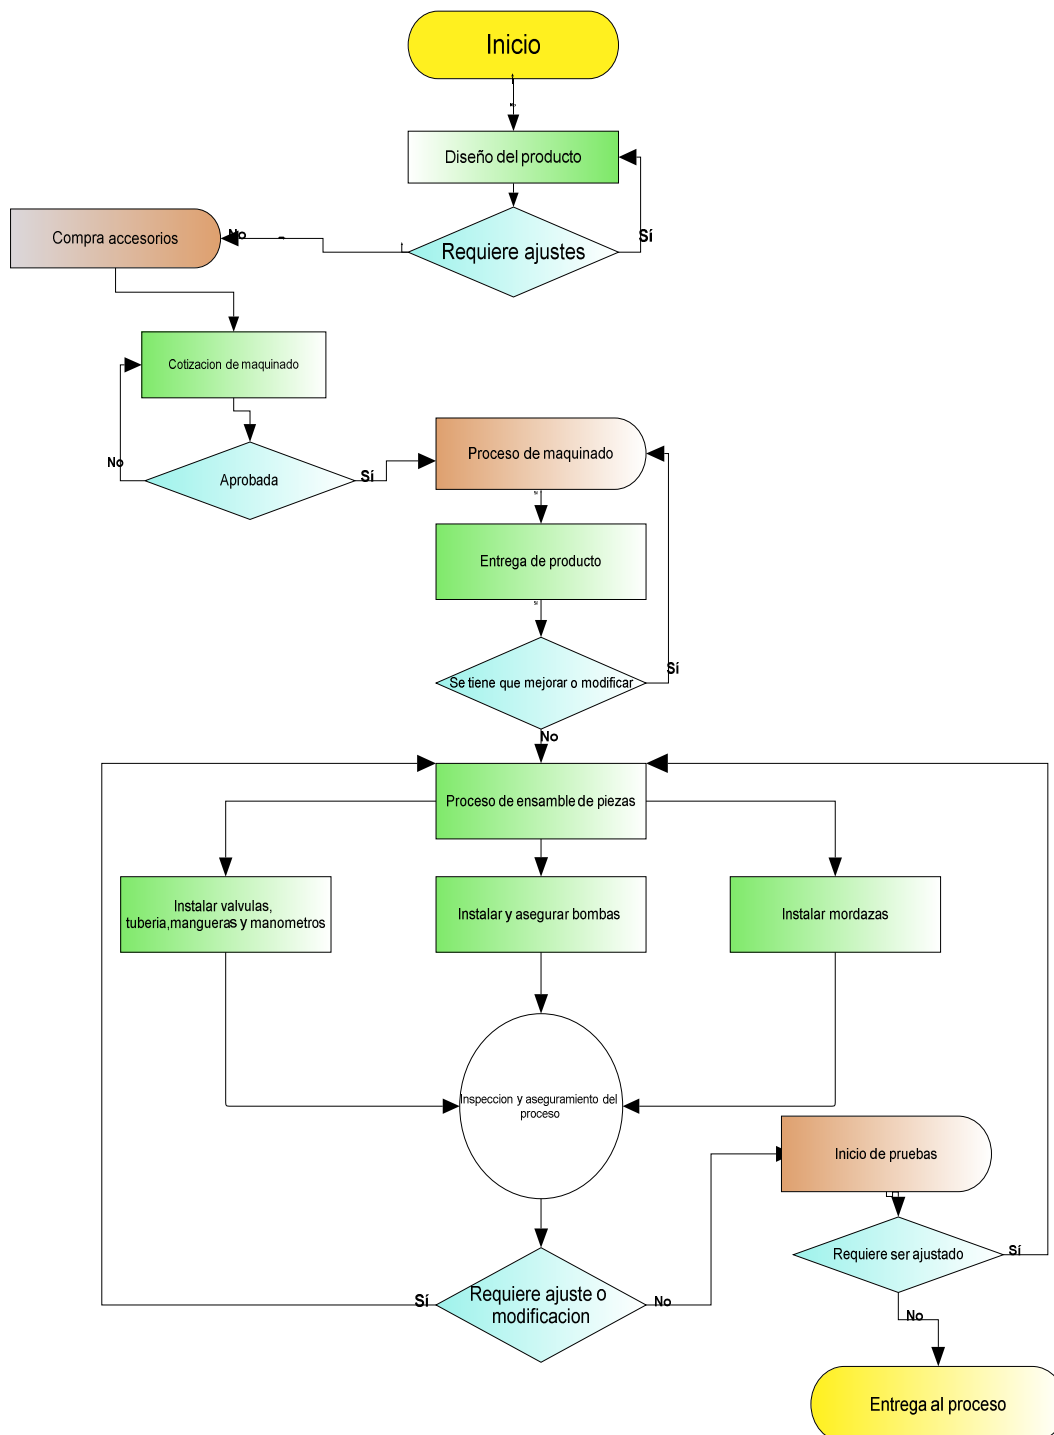 Inicio
Diseño del producto
Compra accesorios
No
Requiere ajustes
Sí
Cotizacion de maquinado
No
Aprobada
Sí
Proceso de maquinado
Entrega de producto
Se tiene que mejorar o modificar
Sí
No
Proceso de ensamble de piezas
Instalar valvulas,
tuberia,mangueras y manometros
Instalar y asegurar bombas
Instalar mordazas
Inspeccion y aseguramiento del
proceso
Inicio de pruebas
Requiere ser ajustado
Sí
Sí
Requiere ajuste o
modificacion
No
No
Entrega al proceso